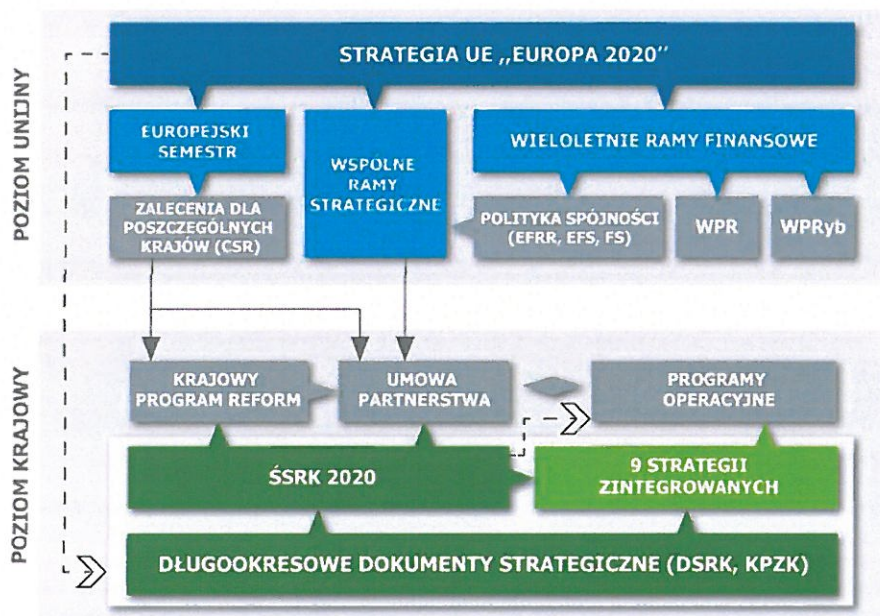 POZIOM UNIJNY
STRATEGIA UE „EUROPA 2020”
EUROPEJSKI
SEMESTR
WSPÓLNE
RAMY
STRATEGICZNE
WIELOLETNIE RAMY FINANSOWE
ZALECENIA DLA
POSZCZEGÓLNYCH
KRAJÓW (CSR)
POLITYKA SPÓJNOŚCI
(EFRR, EFS, FS)
WPR
WPRyb
POZIOM KRAJOWY
KRAJOWY
PROGRAM REFORM
UMOWA
PARTNERSTWA
PROGRAMY
OPERACYJNE
ŚSRK 2020
9 STRATEGII
ZINTEGROWANYCH
DŁUGOOKRESOWE DOKUMENTY STRATEGICZNE (DSRK, KPZK)